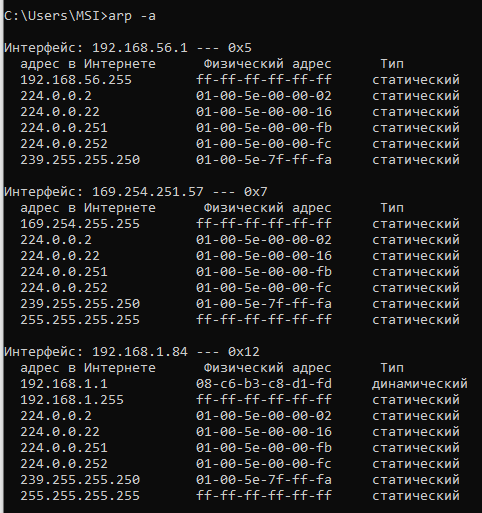 C:\Users\MSI>arp -a
Интерфейс: 192.168.56.1 --- 0x5
адрес в Интернете Физический адрес Тип
192.168.56.255 ff-ff-ff-ff-ff-ff статический
224.0.0.2 01-00-5e-00-00-02 статический
224.0.0.22 01-00-5e-00-00-16 статический
224.0.0.251 01-00-5e-00-00-fb статический
224.0.0.252 01-00-5e-00-00-fc статический
239.255.255.250 01-00-5e-7f-ff-fa статический
Интерфейс: 169.254.251.57 --- 0x7
адрес в Интернете Физический адрес Тип
169.254.255.255 ff-ff-ff-ff-ff-ff статический
224.0.0.2 01-00-5e-00-00-02 статический
224.0.0.22 01-00-5e-00-00-16 статический
224.0.0.251 01-00-5e-00-00-fb статический
224.0.0.252 01-00-5e-00-00-fc статический
239.255.255.250 01-00-5e-7f-ff-fa статический
255.255.255.255 ff-ff-ff-ff-ff-ff статический
Интерфейс: 192.168.1.84 --- 0x12
адрес в Интернете Физический адрес Тип
192.168.1.1 08-c6-b3-c8-d1-fd динамический
192.168.1.255 ff-ff-ff-ff-ff-ff статический
224.0.0.2 01-00-5e-00-00-02 статический
224.0.0.22 01-00-5e-00-00-16 статический
224.0.0.251 01-00-5e-00-00-fb статический
224.0.0.252 01-00-5e-00-00-fc статический
239.255.255.250 01-00-5e-7f-ff-fa статический
255.255.255.255 ff-ff-ff-ff-ff-ff статический